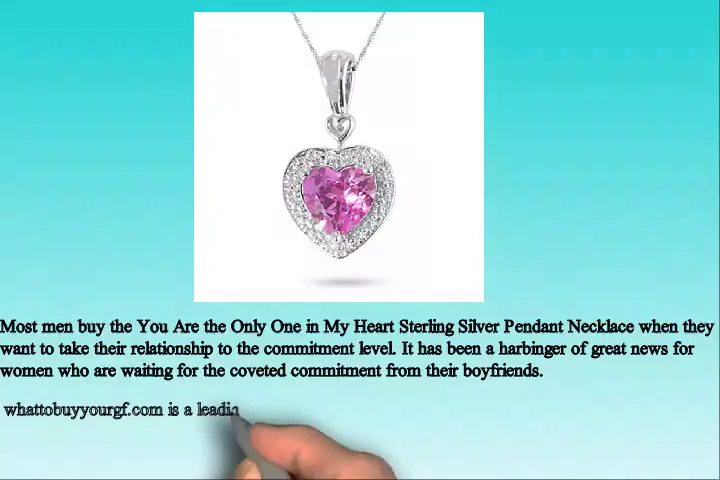 Most men buy the You Are the Only One in My Heart Sterling Silver Pendant Necklace when they
want to take their relationship to the commitment level. It has been a harbinger of great news for
women who are waiting for the coveted commitment from their boyfriends.
whattobuyyourgf.com is a leadi